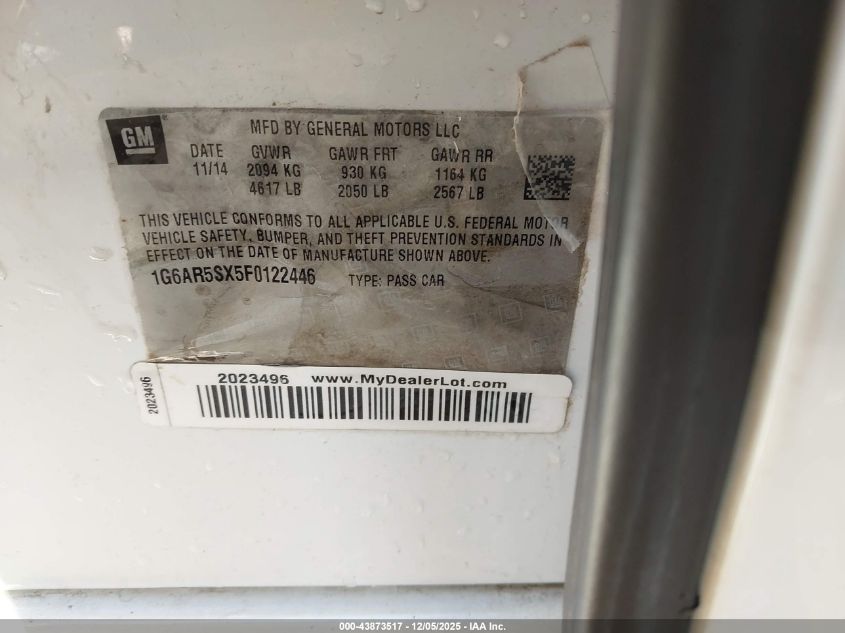 GM
MFD BY GENERAL MOTORS LLC
DATE GVWR GAWR FRT GAWR RR
11/14 2094 KG 930 KG 1164 KG
4617 LB 2050 LB 2567 LB
THIS VEHICLE CONFORMS TO ALL APPLICABLE U.S. FEDERAL MOTOR
VEHICLE SAFETY, BUMPER, AND THEFT PREVENTION STANDARDS IN
EFFECT ON THE DATE OF MANUFACTURE SHOWN ABOVE.
1G6AR5SX5F0122446 TYPE: PASS CAR
2023496 www.MyDealerLot.com
2023496
000-43873517 - 12/05/2025 - IAA Inc.